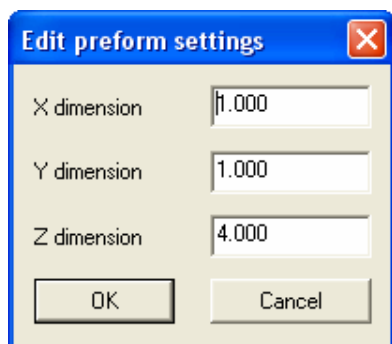 Edit preform settings
X dimension 1.000
Y dimension 1.000
Z dimension 4.000
OK Cancel